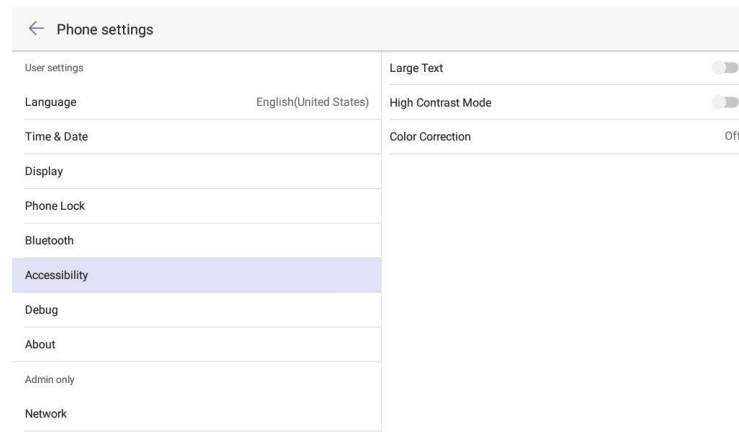 Phone settings
User settings
Language English(United States)
Time & Date
Display
Phone Lock
Bluetooth
Accessibility
Debug
About
Admin only
Network
Large Text
High Contrast Mode
Color Correction Off